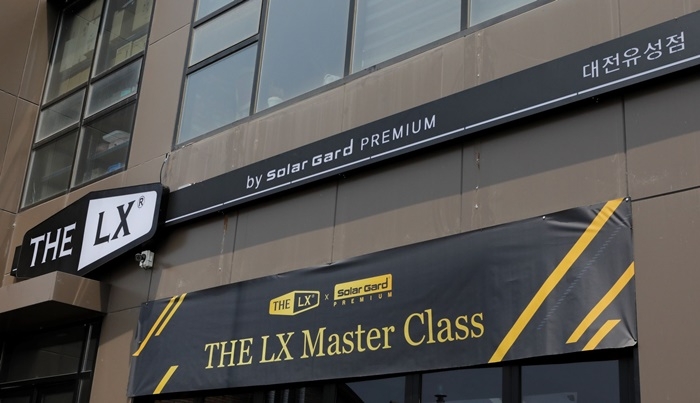 대전유성점
by Solar Gard PREMIUM
THE LX®
THE LX® x Solar Gard PREMIUM
THE LX Master Class